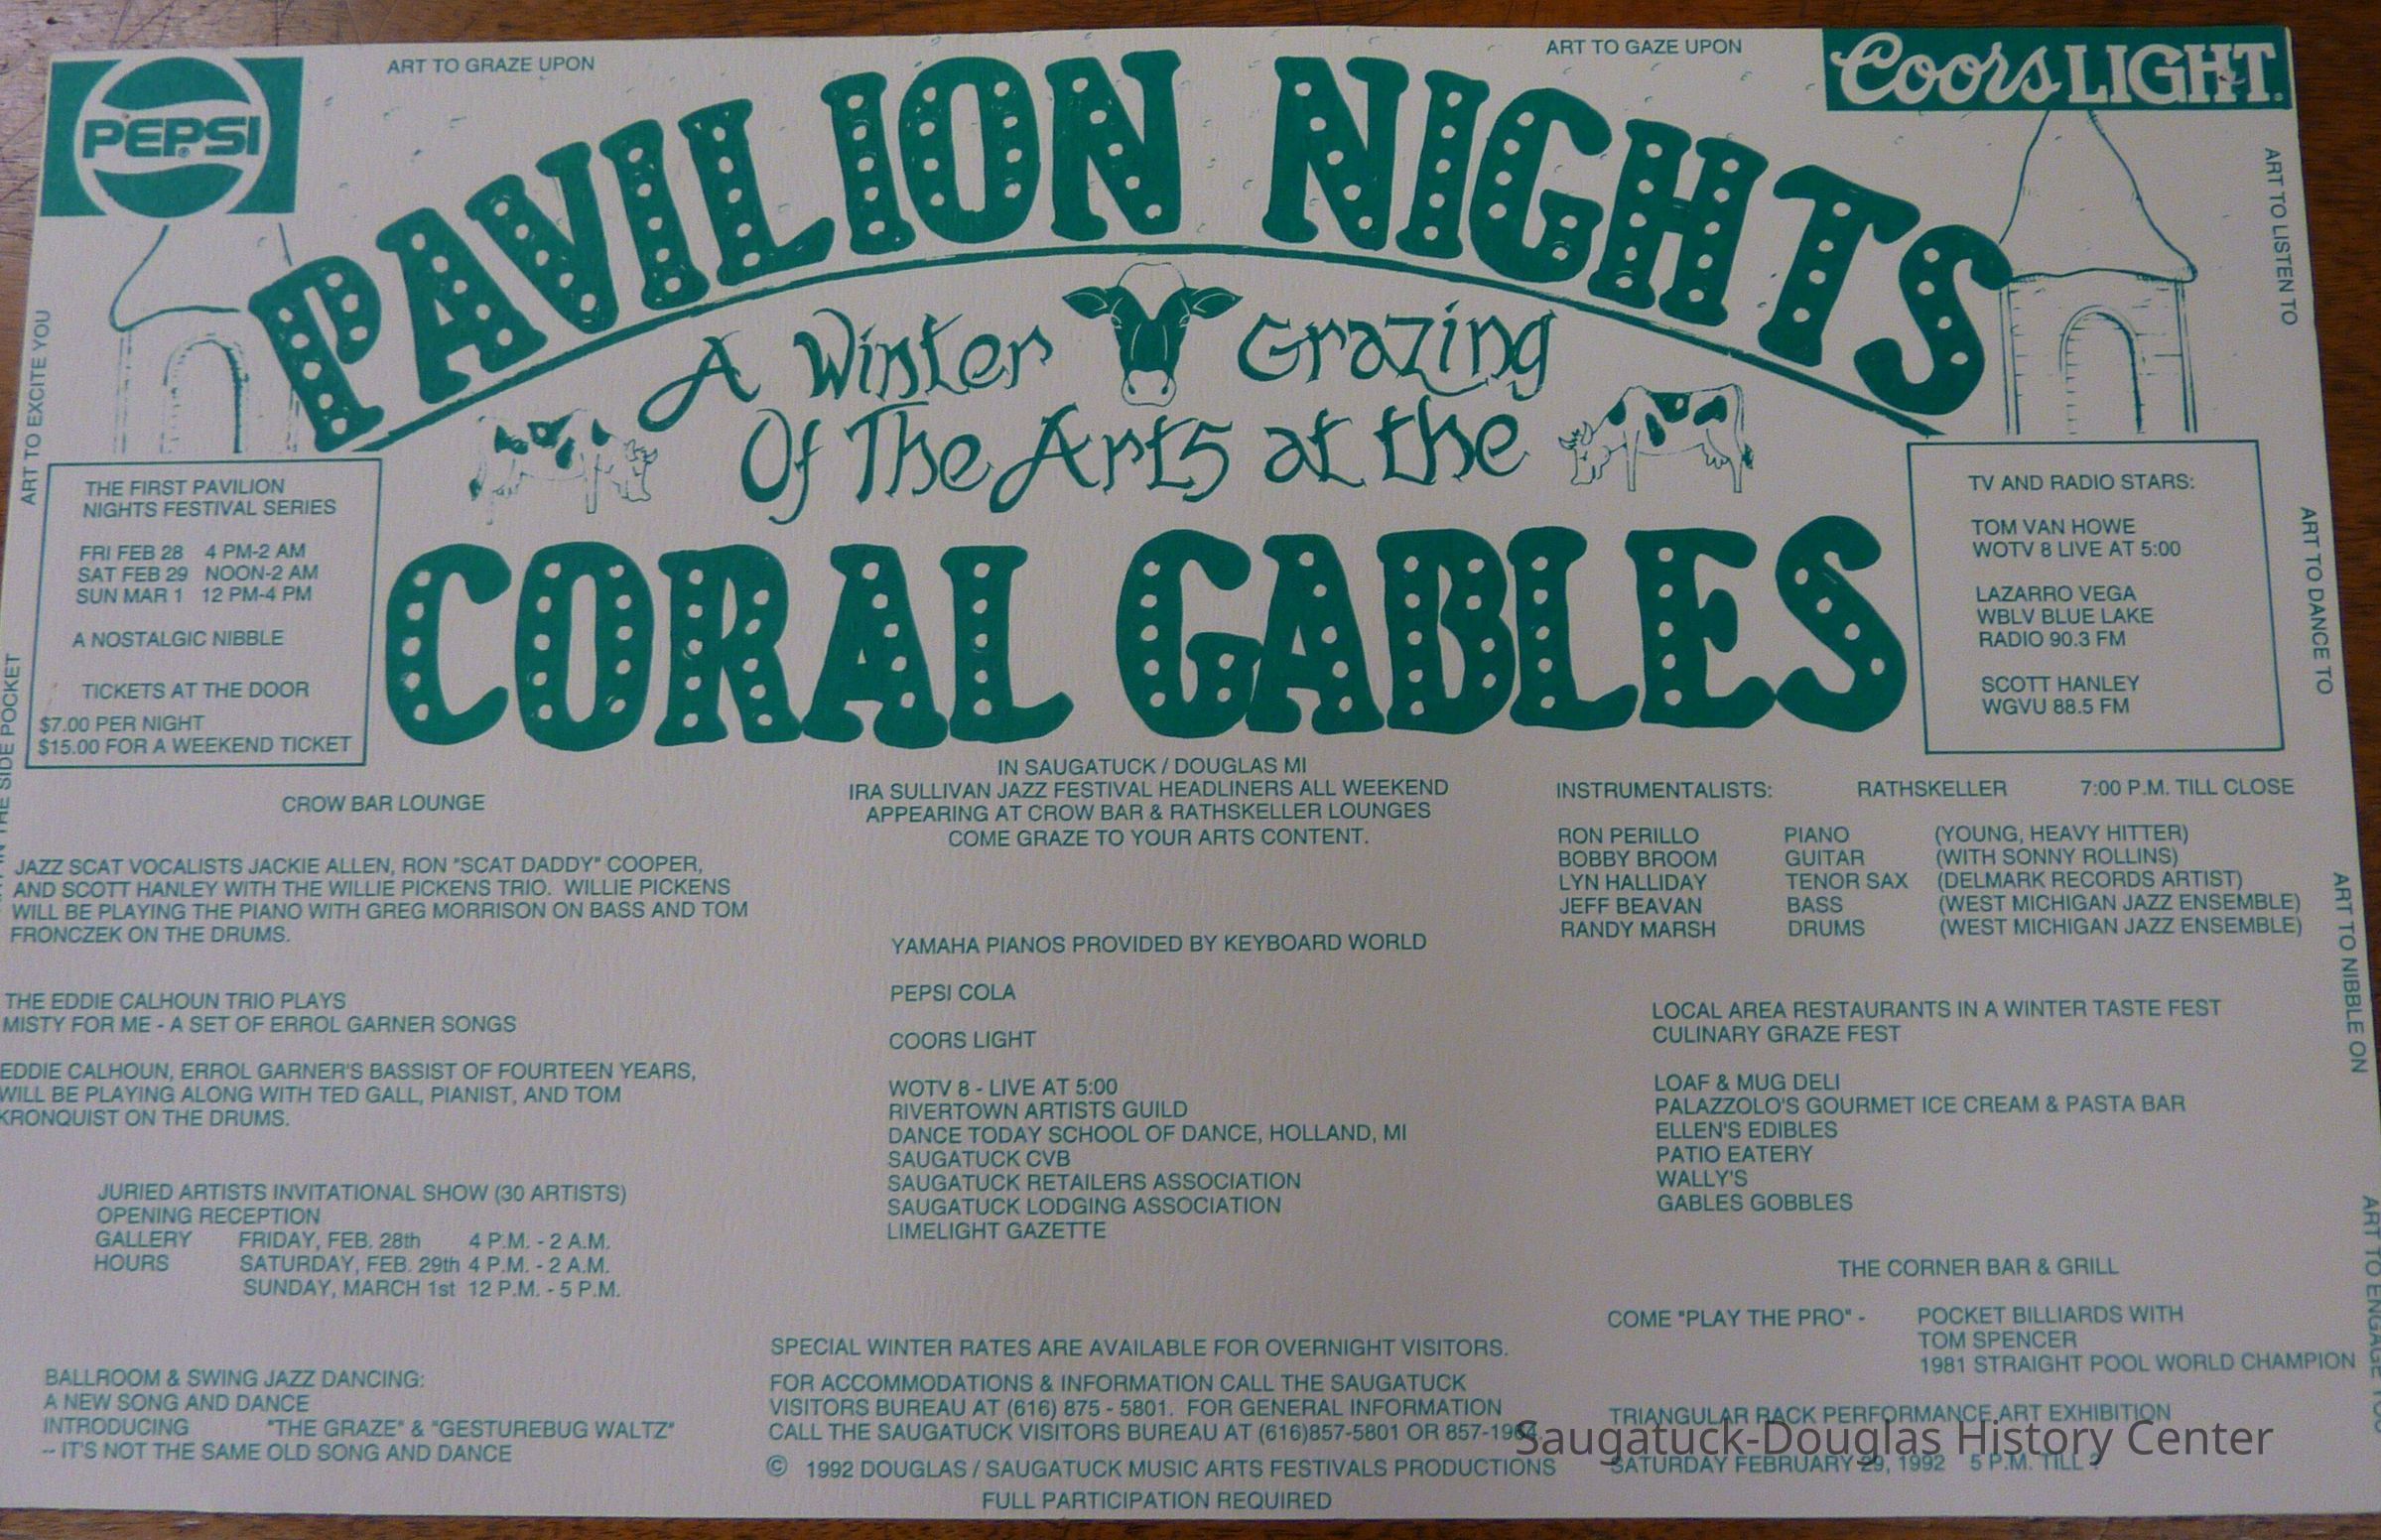 PEPSI
ART TO GRAZE UPON
ART TO GAZE UPON
Coors LIGHT
PAVILION NIGHTS
A Winter Grazing
Of The Arts at the
CORAL GABLES
ART TO EXCITE YOU
IN THE SIDE POCKET
ART TO LISTEN TO
ART TO DANCE TO
ART TO NIBBLE ON
ART TO ENGAGE YOU
THE FIRST PAVILION
NIGHTS FESTIVAL SERIES
FRI FEB 28 4 PM-2 AM
SAT FEB 29 NOON-2 AM
SUN MAR 1 12 PM-4 PM
A NOSTALGIC NIBBLE
TICKETS AT THE DOOR
$7.00 PER NIGHT
$15.00 FOR A WEEKEND TICKET
TV AND RADIO STARS:
TOM VAN HOWE
WOTV 8 LIVE AT 5:00
LAZARRO VEGA
WBLV BLUE LAKE
RADIO 90.3 FM
SCOTT HANLEY
WGVU 88.5 FM
CROW BAR LOUNGE
JAZZ SCAT VOCALISTS JACKIE ALLEN, RON "SCAT DADDY" COOPER,
AND SCOTT HANLEY WITH THE WILLIE PICKENS TRIO. WILLIE PICKENS
WILL BE PLAYING THE PIANO WITH GREG MORRISON ON BASS AND TOM
FRONCZEK ON THE DRUMS.
THE EDDIE CALHOUN TRIO PLAYS
MISTY FOR ME - A SET OF ERROL GARNER SONGS
EDDIE CALHOUN, ERROL GARNER'S BASSIST OF FOURTEEN YEARS,
WILL BE PLAYING ALONG WITH TED GALL, PIANIST, AND TOM
KRONQUIST ON THE DRUMS.
JURIED ARTISTS INVITATIONAL SHOW (30 ARTISTS)
OPENING RECEPTION
GALLERY FRIDAY, FEB. 28th 4 P.M. - 2 A.M.
HOURS SATURDAY, FEB. 29th 4 P.M. - 2 A.M.
SUNDAY, MARCH 1st 12 P.M. - 5 P.M.
BALLROOM & SWING JAZZ DANCING:
A NEW SONG AND DANCE
INTRODUCING "THE GRAZE" & "GESTUREBUG WALTZ"
-- IT'S NOT THE SAME OLD SONG AND DANCE
IN SAUGATUCK / DOUGLAS MI
IRA SULLIVAN JAZZ FESTIVAL HEADLINERS ALL WEEKEND
APPEARING AT CROW BAR & RATHSKELLER LOUNGES
COME GRAZE TO YOUR ARTS CONTENT.
YAMAHA PIANOS PROVIDED BY KEYBOARD WORLD
PEPSI COLA
COORS LIGHT
WOTV 8 - LIVE AT 5:00
RIVERTOWN ARTISTS GUILD
DANCE TODAY SCHOOL OF DANCE, HOLLAND, MI
SAUGATUCK CVB
SAUGATUCK RETAILERS ASSOCIATION
SAUGATUCK LODGING ASSOCIATION
LIMELIGHT GAZETTE
SPECIAL WINTER RATES ARE AVAILABLE FOR OVERNIGHT VISITORS.
FOR ACCOMMODATIONS & INFORMATION CALL THE SAUGATUCK
VISITORS BUREAU AT (616) 875 - 5801. FOR GENERAL INFORMATION
CALL THE SAUGATUCK VISITORS BUREAU AT (616)857-5801 OR
© 1992 DOUGLAS / SAUGATUCK MUSIC ARTS FESTIVALS PRODUCTIONS
FULL PARTICIPATION REQUIRED
INSTRUMENTALISTS: RATHSKELLER 7:00 P.M. TILL CLOSE
RON PERILLO PIANO (YOUNG, HEAVY HITTER)
BOBBY BROOM GUITAR (WITH SONNY ROLLINS)
LYN HALLIDAY TENOR SAX (DELMARK RECORDS ARTIST)
JEFF BEAVAN BASS (WEST MICHIGAN JAZZ ENSEMBLE)
RANDY MARSH DRUMS (WEST MICHIGAN JAZZ ENSEMBLE)
LOCAL AREA RESTAURANTS IN A WINTER TASTE FEST
CULINARY GRAZE FEST
LOAF & MUG DELI
PALAZZOLO'S GOURMET ICE CREAM & PASTA BAR
ELLEN'S EDIBLES
PATIO EATERY
WALLY'S
GABLES GOBBLES
THE CORNER BAR & GRILL
COME "PLAY THE PRO" - POCKET BILLIARDS WITH
TOM SPENCER
1981 STRAIGHT POOL WORLD CHAMPION
TRIANGULAR RACK PERFORMANCE ART EXHIBITION
SATURDAY FEBRUARY 29, 1992 5 P.M. TILL ?
Saugatuck-Douglas History Center